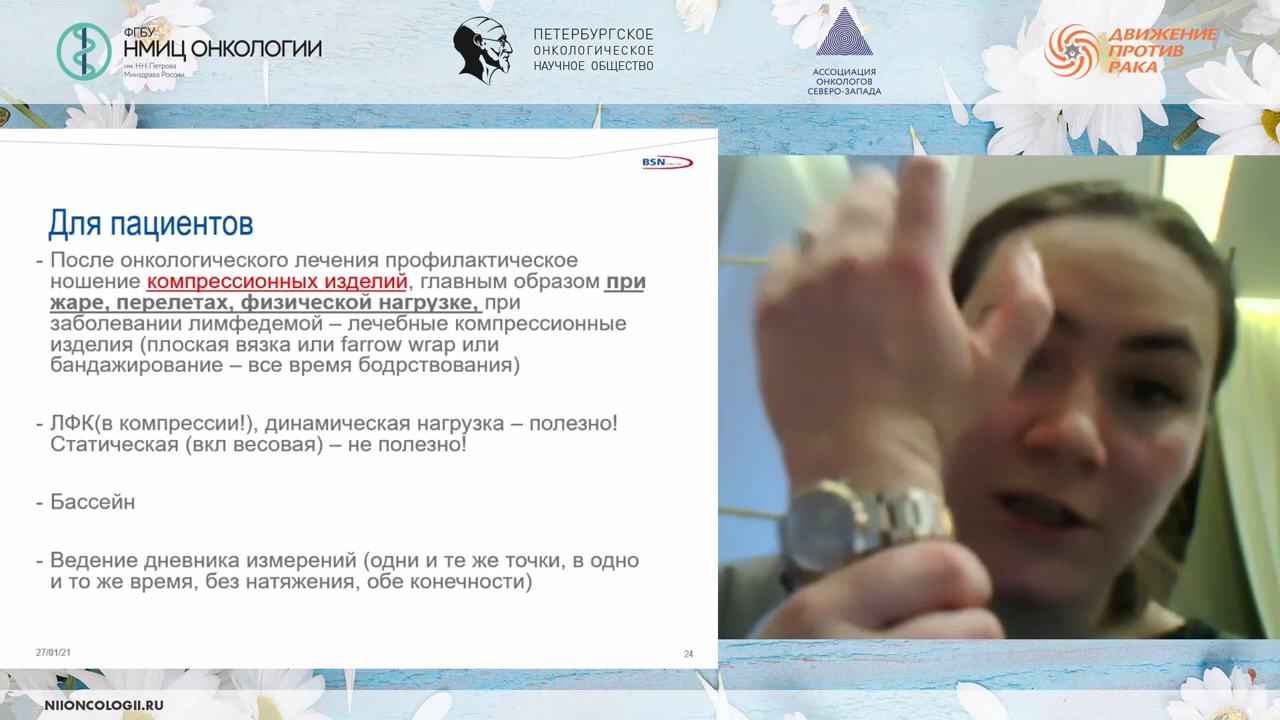 ФГБУ
НМИЦ ОНКОЛОГИИ
им. Н.Н. Петрова
Минздрава России
ПЕТЕРБУРГСКОЕ
ОНКОЛОГИЧЕСКОЕ
НАУЧНОЕ ОБЩЕСТВО
АССОЦИАЦИЯ
ОНКОЛОГОВ
СЕВЕРО-ЗАПАДА
ДВИЖЕНИЕ
ПРОТИВ
РАКА
BSN
Для пациентов
- После онкологического лечения профилактическое
ношение компрессионных изделий, главным образом при
жаре, перелетах, физической нагрузке, при
заболевании лимфедемой – лечебные компрессионные
изделия (плоская вязка или farrow wrap или
бандажирование – все время бодрствования)
- ЛФК(в компрессии!), динамическая нагрузка – полезно!
Статическая (вкл весовая) – не полезно!
- Бассейн
- Ведение дневника измерений (одни и те же точки, в одно
и то же время, без натяжения, обе конечности)
27/01/21
24
NIIONCOLOGII.RU